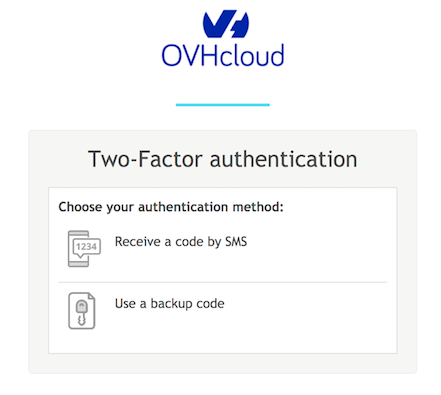 OVHcloud
Two-Factor authentication
Choose your authentication method:
1234
Receive a code by SMS
Use a backup code